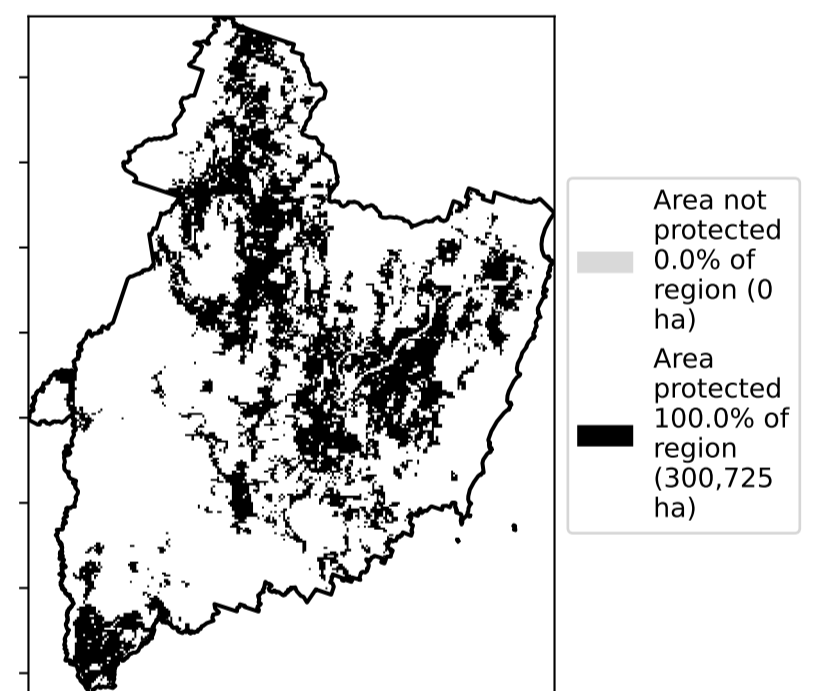 Area not
protected
0.0% of
region (0
ha)
Area
protected
100.0% of
region
(300,725
ha)